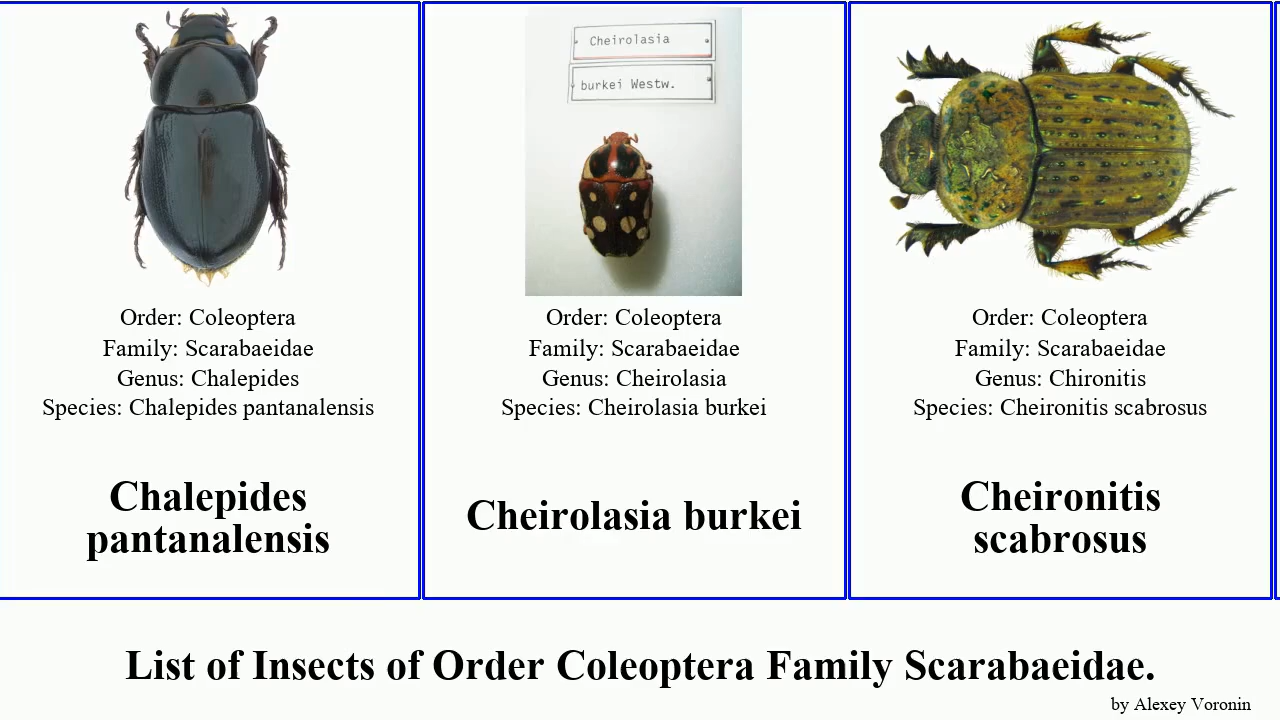 Order: Coleoptera
Family: Scarabaeidae
Genus: Chalepides
Species: Chalepides pantanalensis
Chalepides
pantanalensis
Cheirolasia
burkei Westw.
Order: Coleoptera
Family: Scarabaeidae
Genus: Cheirolasia
Species: Cheirolasia burkei
Cheirolasia burkei
Order: Coleoptera
Family: Scarabaeidae
Genus: Chironitis
Species: Cheironitis scabrosus
Cheironitis
scabrosus
List of Insects of Order Coleoptera Family Scarabaeidae.
by Alexey Voronin